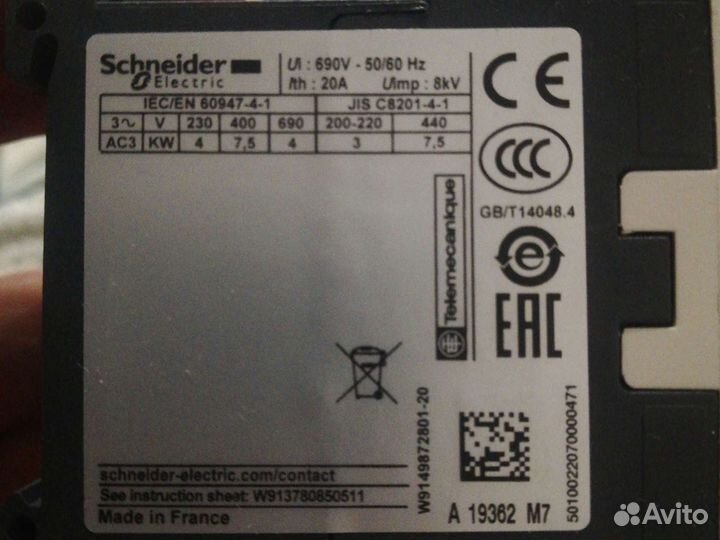 Schneider Electric
Ui : 690V - 50/60 Hz
Ith : 20A Uimp : 8kV
IEC/EN 60947-4-1 JIS C8201-4-1
3~ V 230 400 690 200-220 440
AC3 KW 4 7,5 4 3 7,5
CE
CCC
GB/T14048.4
Telemecanique
e
EAC
W9149872801-20
5010022070000471
schneider-electric.com/contact
See instruction sheet: W913780850511
Made in France
A 19362 M7
Avito